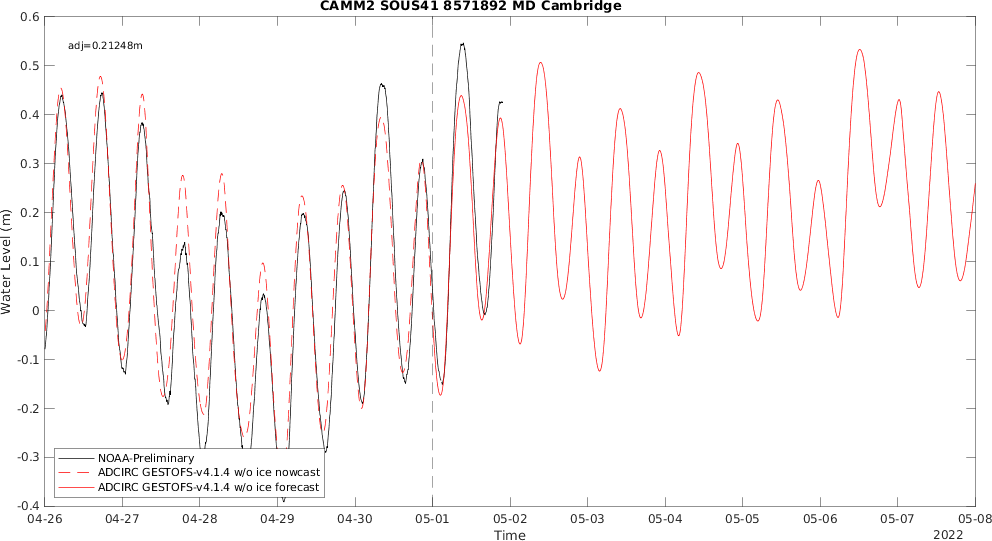 CAMM2 SOUS41 8571892 MD Cambridge
adj=0.21248m
Water Level (m)
0.6
0.5
0.4
0.3
0.2
0.1
0
-0.1
-0.2
-0.3
-0.4
NOAA-Preliminary
ADCIRC GESTOFS-v4.1.4 w/o ice nowcast
ADCIRC GESTOFS-v4.1.4 w/o ice forecast
04-26 04-27 04-28 04-29 04-30 05-01 05-02 05-03 05-04 05-05 05-06 05-07 05-08
Time
2022